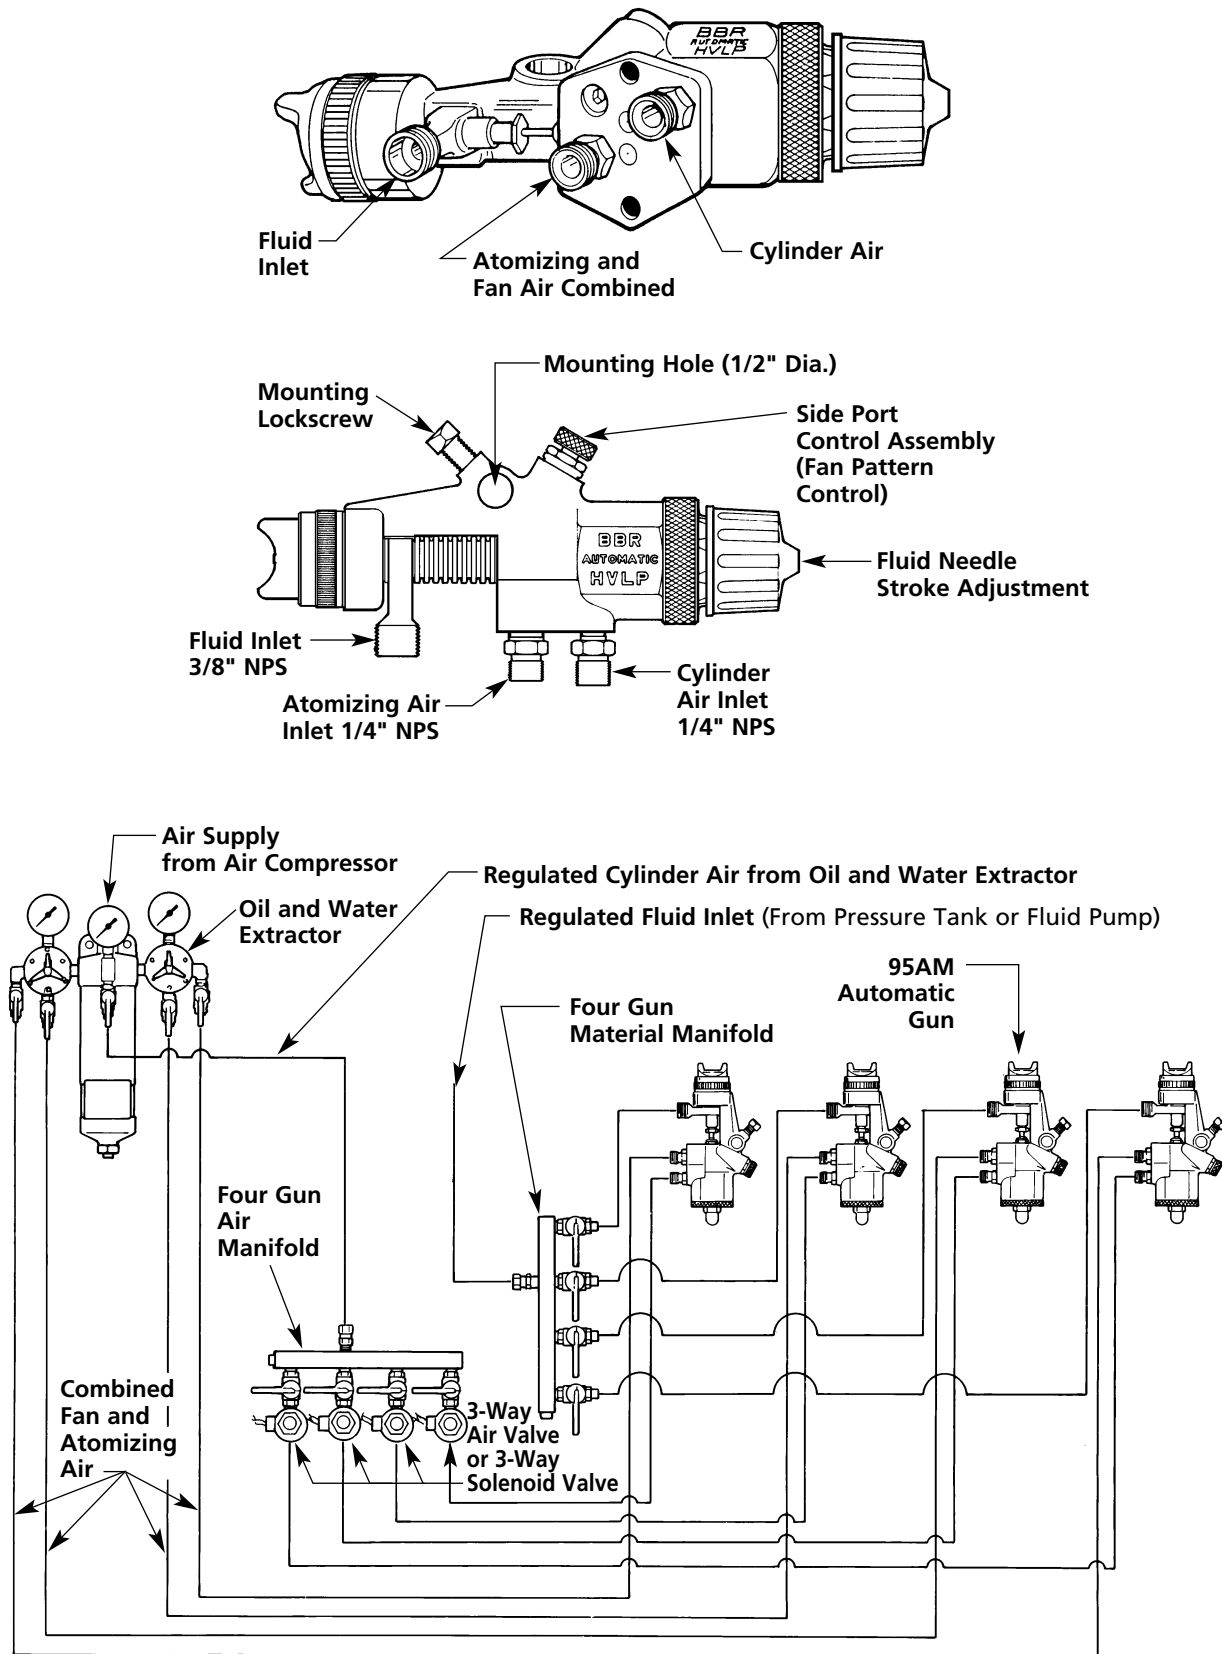 BBR
AUTOMATIC
HVLP
Fluid
Inlet
Atomizing and
Fan Air Combined
Cylinder Air
Mounting Hole (1/2" Dia.)
Mounting
Lockscrew
Side Port
Control Assembly
(Fan Pattern
Control)
BBR
AUTOMATIC
HVLP
Fluid Needle
Stroke Adjustment
Fluid Inlet
3/8" NPS
Atomizing Air
Inlet 1/4" NPS
Cylinder
Air Inlet
1/4" NPS
Air Supply
from Air Compressor
Regulated Cylinder Air from Oil and Water Extractor
Oil and Water
Extractor
Regulated Fluid Inlet (From Pressure Tank or Fluid Pump)
95AM
Automatic
Gun
Four Gun
Material Manifold
Four Gun
Air
Manifold
Combined
Fan and
Atomizing
Air
3-Way
Air Valve
or 3-Way
Solenoid Valve